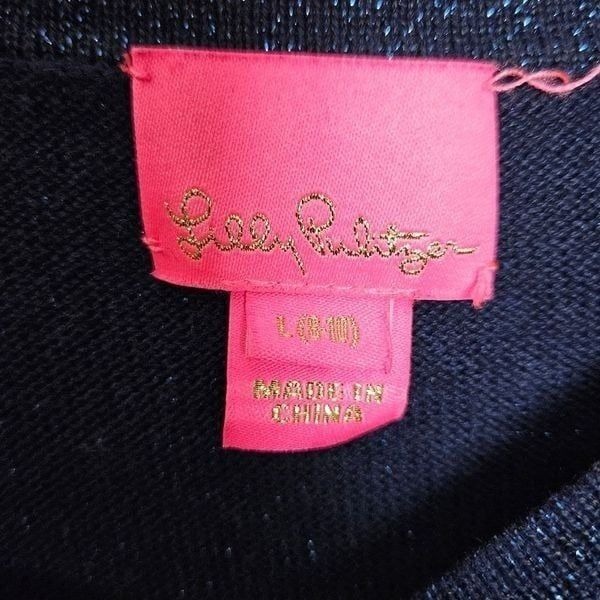 Lilly Pulitzer
L (8-10)
MADE IN
CHINA